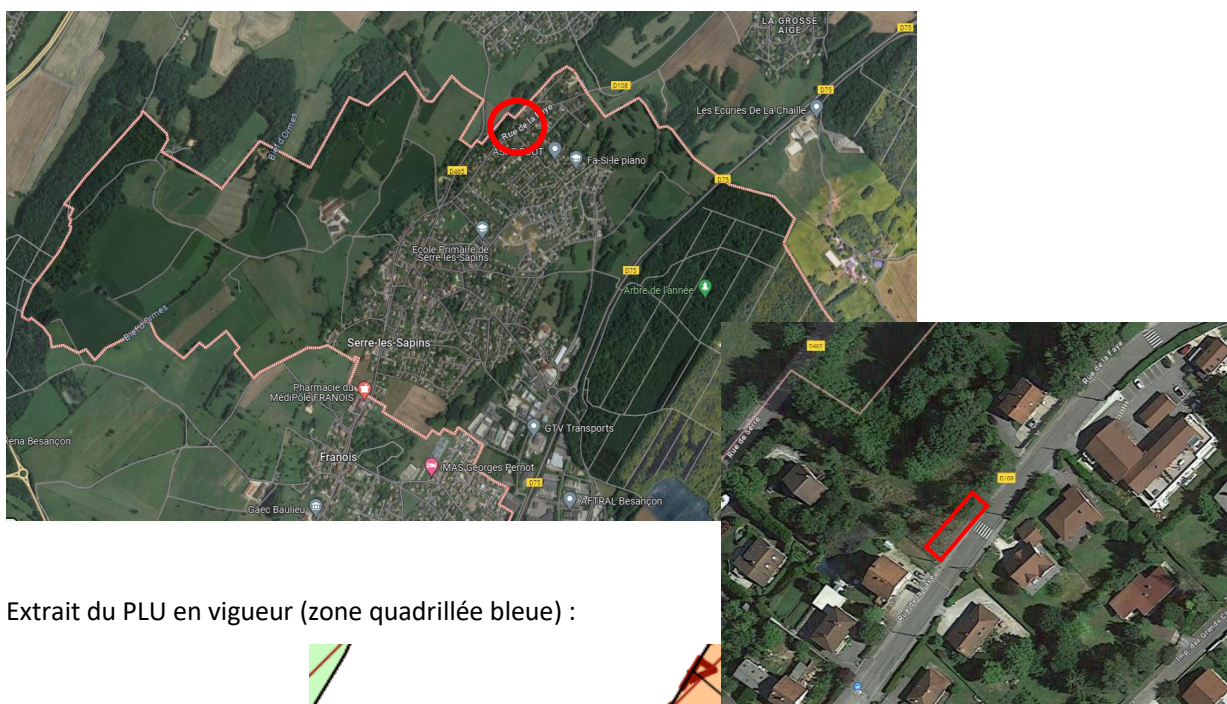 LA GROSSE
AIGE
D75
D108
D75
Les Ecuries De La Chaille
Rue de la Faye
Bief d'Ormes
Fa-Si-le piano
D465
D75
Ecole Primaire de
Serre-les-Sapins
D75
Arbre de l'année
Bief d'Ormes
Serre-les-Sapins
Pharmacie du
MédiPôle FRANOIS
GTV Transports
Franois
MAS Georges Pernot
D75
Gaec Baulieu
AFTRAL Besançon
D465
Rue de la Faye
Rue de Serre
D108
Rue de la Faye
Extrait du PLU en vigueur (zone quadrillée bleue) :